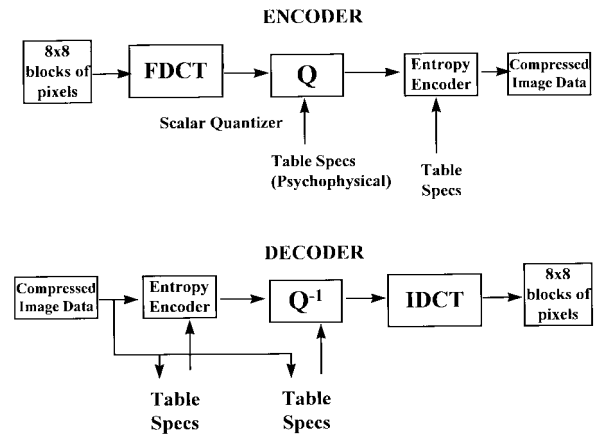 ENCODER
8x8
blocks of
pixels
FDCT
Q
Entropy
Encoder
Compressed
Image Data
Scalar Quantizer
Table Specs
(Psychophysical)
Table
Specs
DECODER
Compressed
Image Data
Entropy
Encoder
Q-1
IDCT
8x8
blocks of
pixels
Table
Specs
Table
Specs